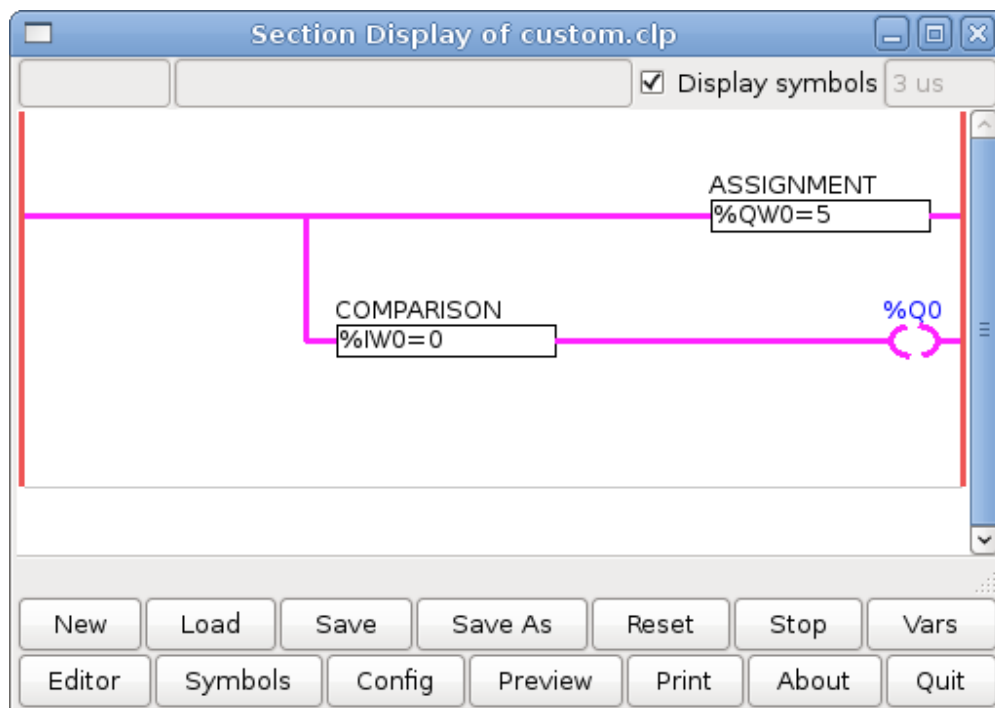 Section Display of custom.clp
Display symbols 3 us
ASSIGNMENT
%QW0=5
COMPARISON %Q0
%IW0=0
New Load Save Save As Reset Stop Vars
Editor Symbols Config Preview Print About Quit